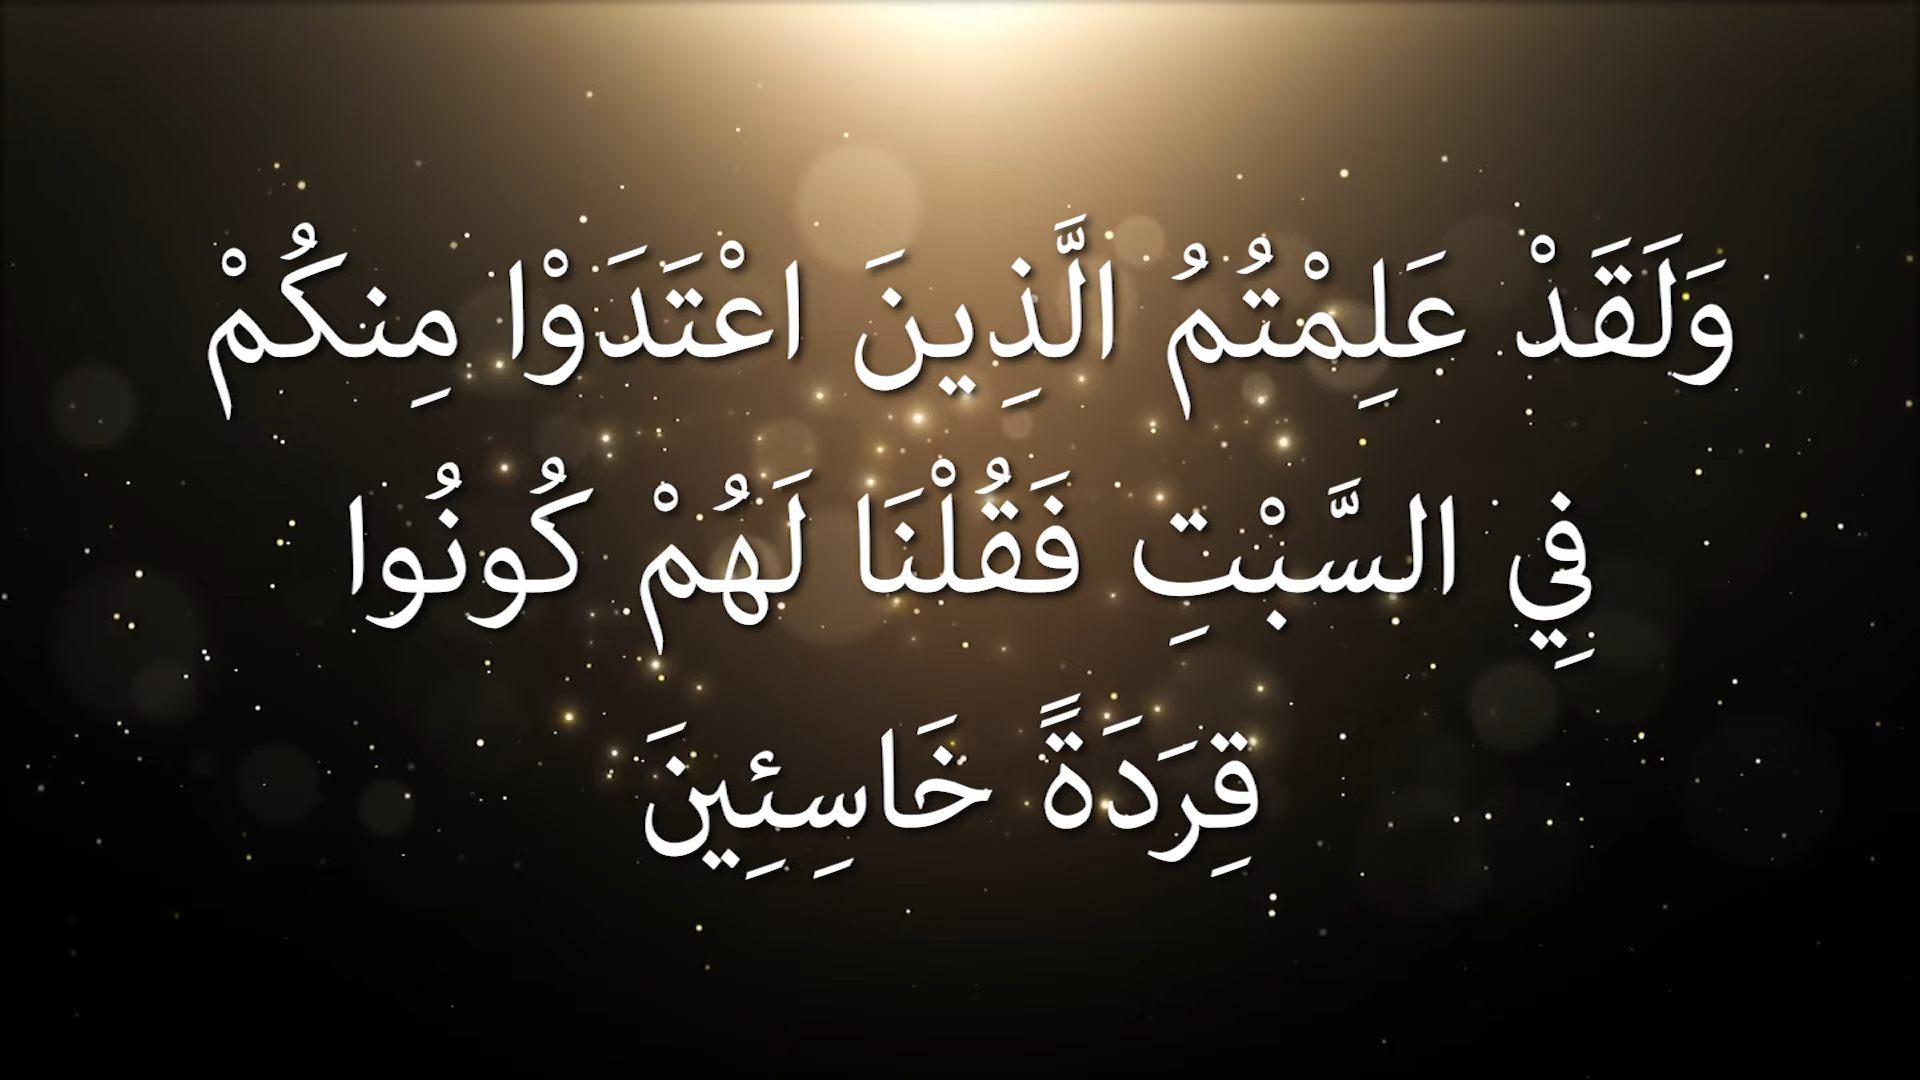 وَلَقَدْ عَلِمْتُمُ الَّذِينَ اعْتَدَوْا مِنكُمْ
فِي السَّبْتِ فَقُلْنَا لَهُمْ كُونُوا
قِرَدَةً خَاسِئِينَ